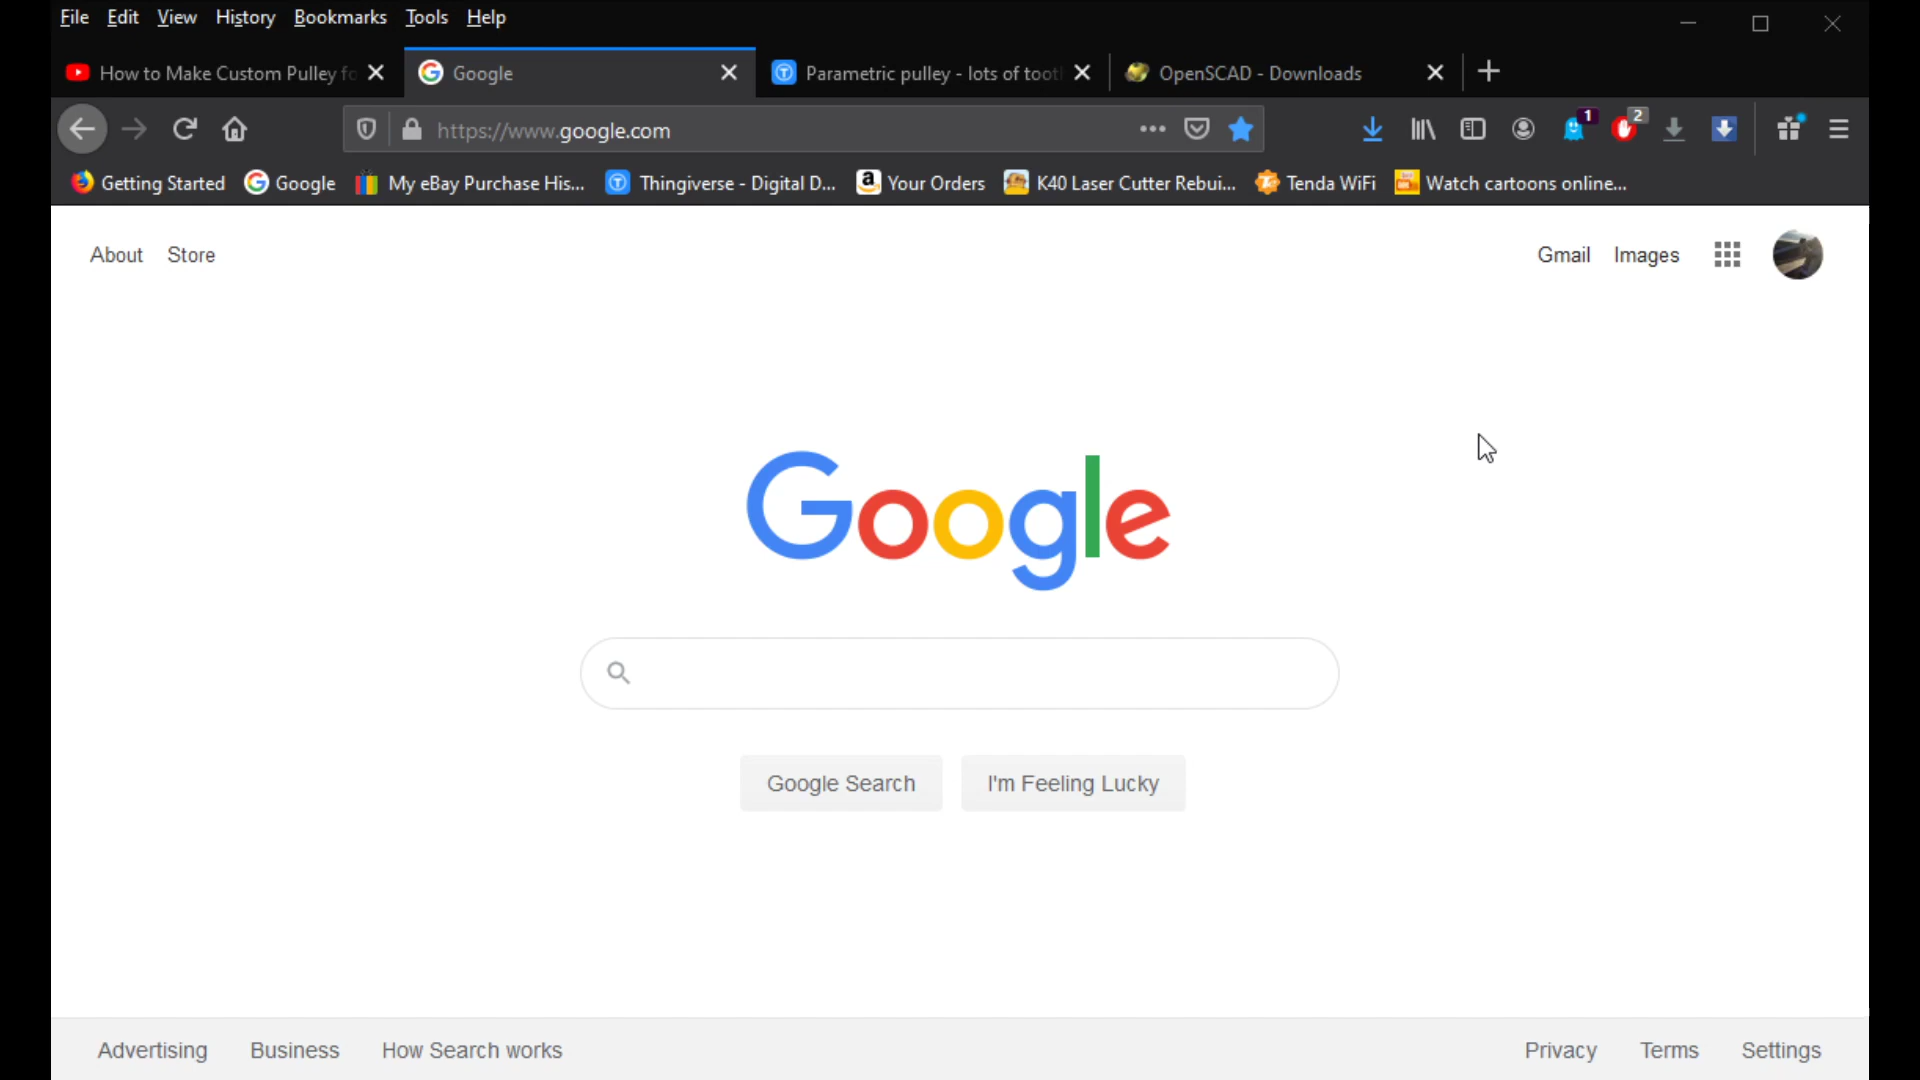 File Edit View History Bookmarks Tools Help
How to Make Custom Pulley fo
Google
Parametric pulley - lots of toot
OpenSCAD - Downloads
https://www.google.com
1
2
Getting Started Google My eBay Purchase His... Thingiverse - Digital D... Your Orders K40 Laser Cutter Rebui... Tenda WiFi Watch cartoons online...
About Store
Gmail Images
Google
Google Search I'm Feeling Lucky
Advertising Business How Search works
Privacy Terms Settings